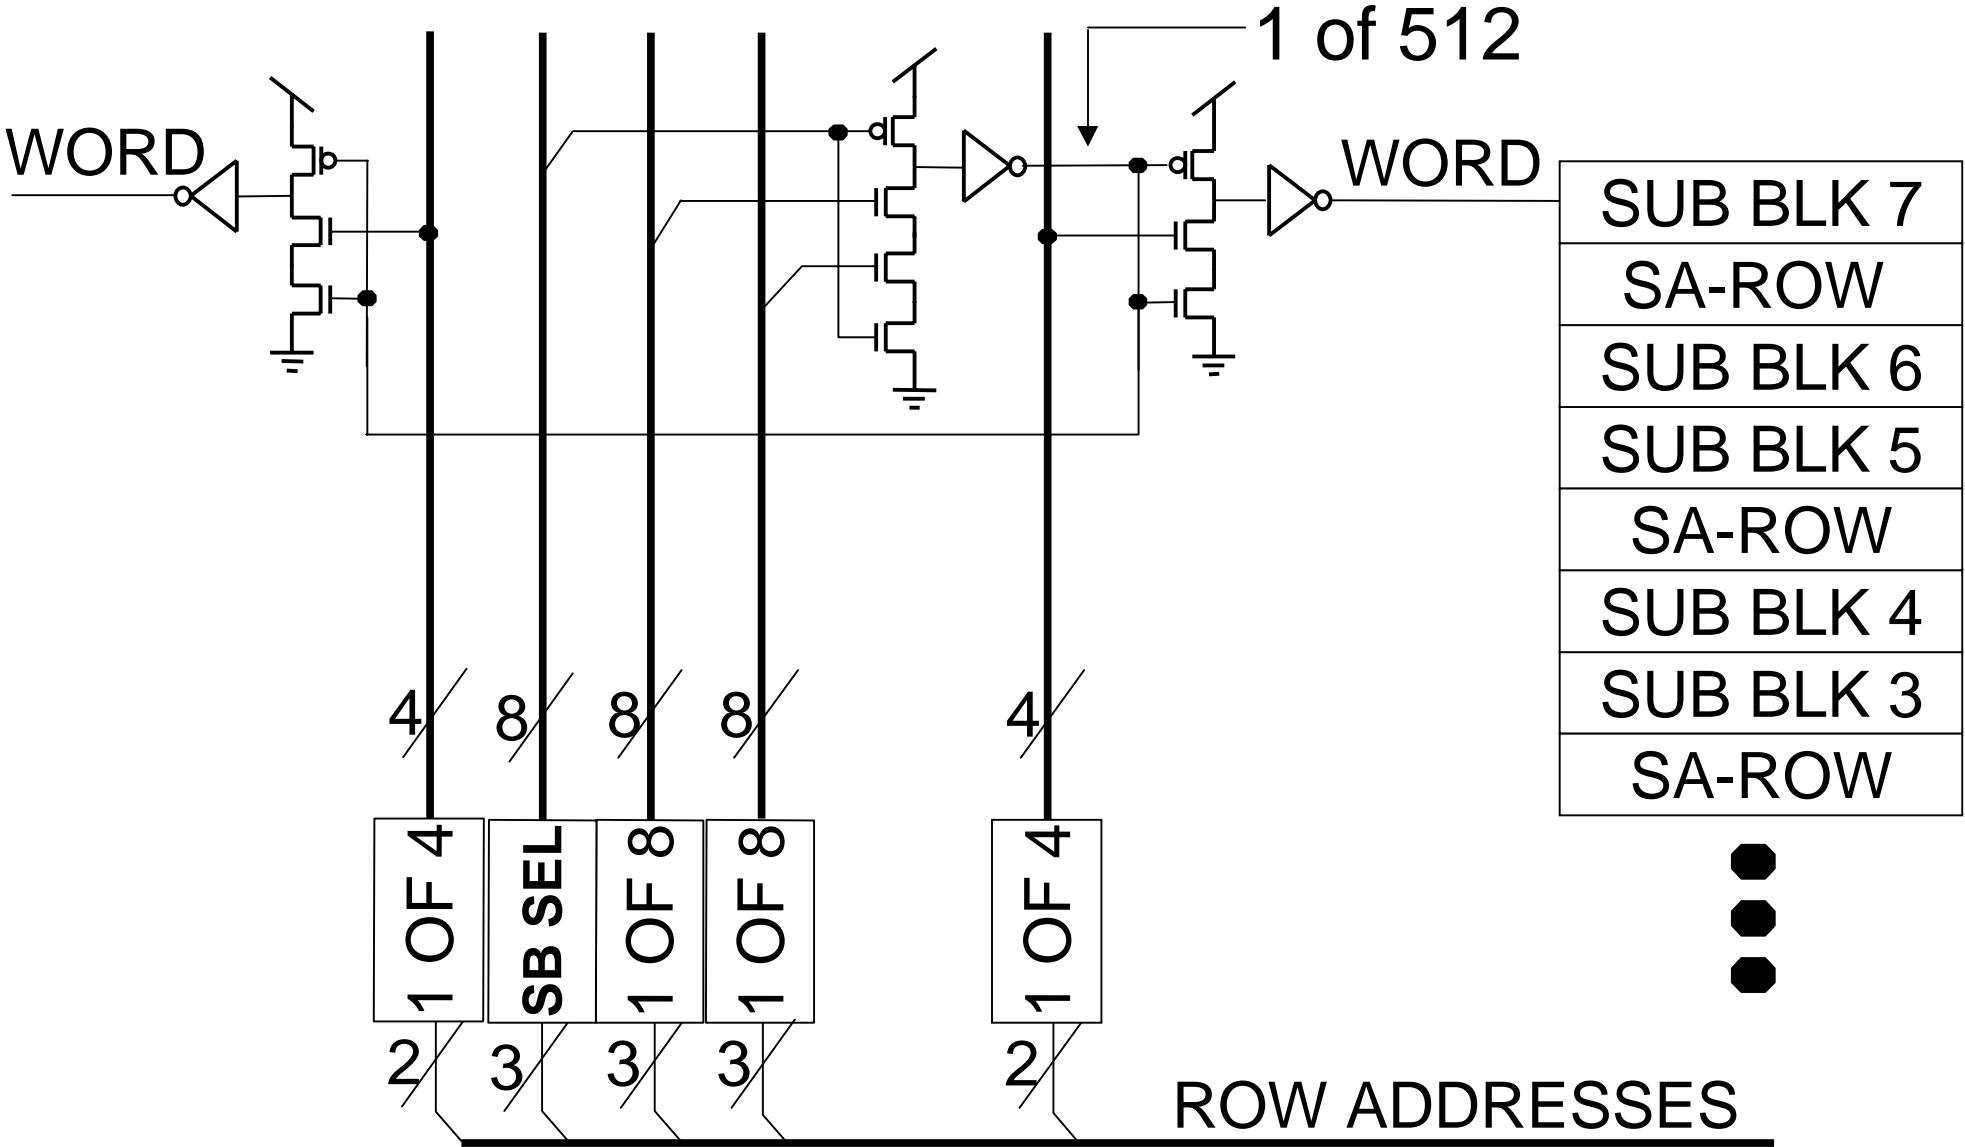 1 of 512
WORD
WORD
SUB BLK 7
SA-ROW
SUB BLK 6
SUB BLK 5
SA-ROW
SUB BLK 4
SUB BLK 3
SA-ROW
4
8
8
8
4
1 OF 4
SB SEL
1 OF 8
1 OF 8
1 OF 4
2
3
3
3
2
ROW ADDRESSES